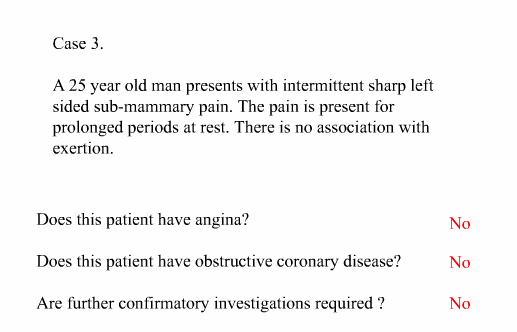 Case 3.
A 25 year old man presents with intermittent sharp left
sided sub-mammary pain. The pain is present for
prolonged periods at rest. There is no association with
exertion.
Does this patient have angina? No
Does this patient have obstructive coronary disease? No
Are further confirmatory investigations required ? No